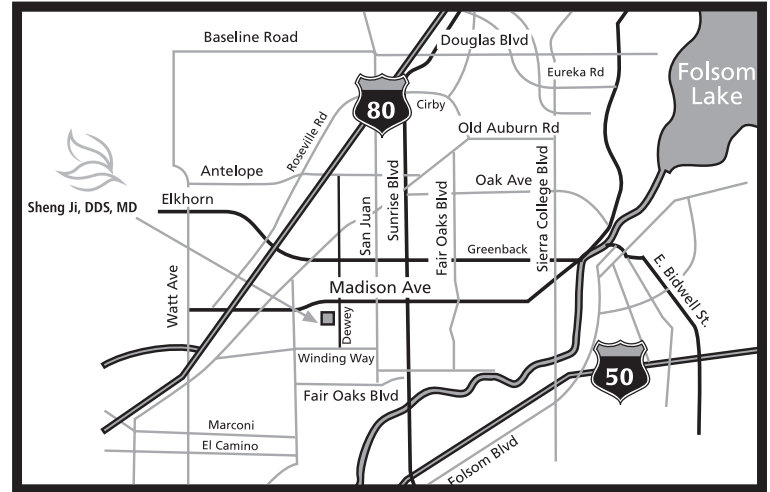 Baseline Road
Douglas Blvd
Eureka Rd
Folsom
Lake
80
Cirby
Roseville Rd
Old Auburn Rd
Antelope
Oak Ave
Sheng Ji, DDS, MD
Elkhorn
San Juan
Sunrise Blvd
Fair Oaks Blvd
Sierra College Blvd
Greenback
Watt Ave
Madison Ave
E. Bidwell St.
Dewey
Winding Way
Fair Oaks Blvd
50
Marconi
El Camino
Folsom Blvd